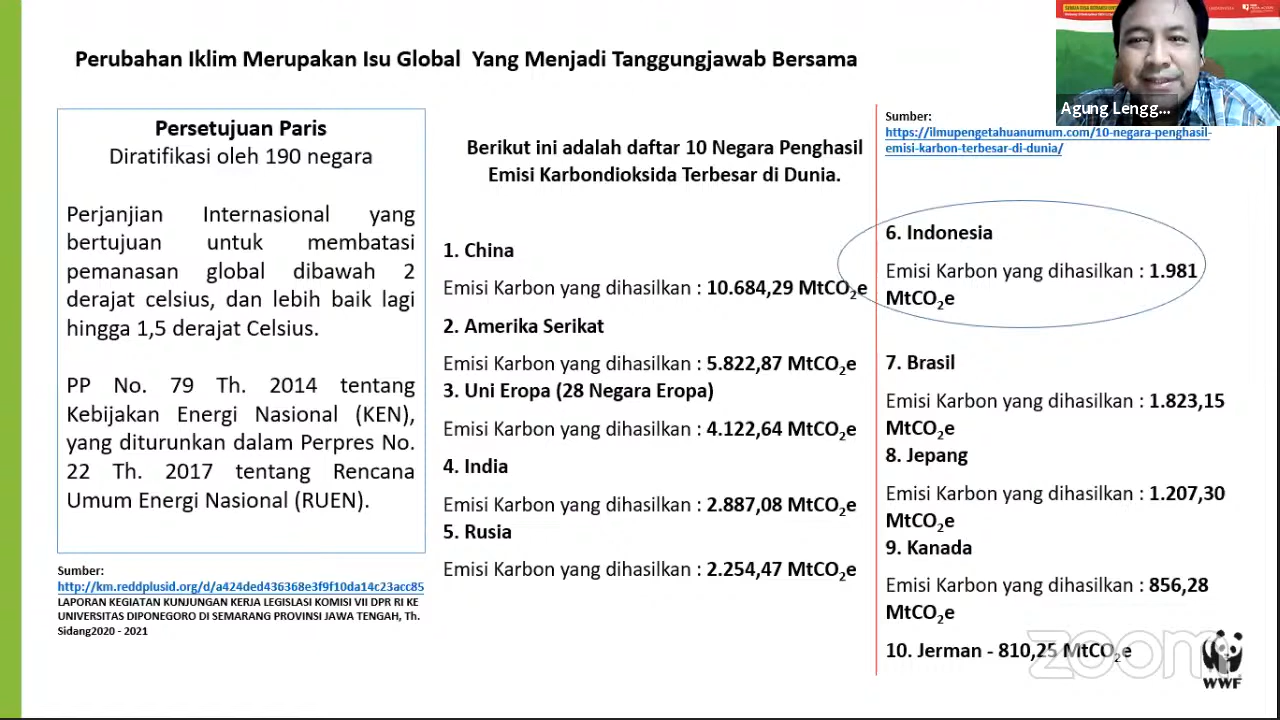 Perubahan Iklim Merupakan Isu Global Yang Menjadi Tanggungjawab Bersama
Persetujuan Paris
Diratifikasi oleh 190 negara
Perjanjian Internasional yang
bertujuan untuk membatasi
pemanasan global dibawah 2
derajat celsius, dan lebih baik lagi
hingga 1,5 derajat Celsius.
PP No. 79 Th. 2014 tentang
Kebijakan Energi Nasional (KEN),
yang diturunkan dalam Perpres No.
22 Th. 2017 tentang Rencana
Umum Energi Nasional (RUEN).
Sumber:
http://km.reddplusid.org/d/a424ded436368e3f9f10da14c23acc85
LAPORAN KEGIATAN KUNJUNGAN KERJA LEGISLASI KOMISI VII DPR RI KE
UNIVERSITAS DIPONEGORO DI SEMARANG PROVINSI JAWA TENGAH, Th.
Sidang2020 - 2021
Berikut ini adalah daftar 10 Negara Penghasil
Emisi Karbondioksida Terbesar di Dunia.
1. China
Emisi Karbon yang dihasilkan : 10.684,29 MtCO₂e
2. Amerika Serikat
Emisi Karbon yang dihasilkan : 5.822,87 MtCO₂e
3. Uni Eropa (28 Negara Eropa)
Emisi Karbon yang dihasilkan : 4.122,64 MtCO₂e
4. India
Emisi Karbon yang dihasilkan : 2.887,08 MtCO₂e
5. Rusia
Emisi Karbon yang dihasilkan : 2.254,47 MtCO₂e
Sumber:
https://ilmupengetahuanumum.com/10-negara-penghasil-
emisi-karbon-terbesar-di-dunia/
6. Indonesia
Emisi Karbon yang dihasilkan : 1.981
MtCO₂e
7. Brasil
Emisi Karbon yang dihasilkan : 1.823,15
MtCO₂e
8. Jepang
Emisi Karbon yang dihasilkan : 1.207,30
MtCO₂e
9. Kanada
Emisi Karbon yang dihasilkan : 856,28
MtCO₂e
10. Jerman - 810,25 MtCO₂e
Agung Lengg...
zoom
WWF